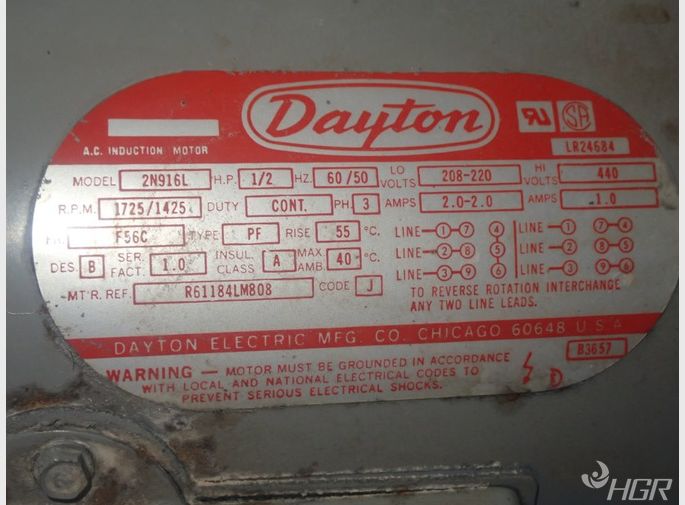 Dayton
A.C. INDUCTION MOTOR
LR24684
MODEL 2N916L H.P. 1/2 HZ. 60/50 LO VOLTS 208-220 HI VOLTS 440
R.P.M. 1725/1425 DUTY CONT. PH. 3 AMPS 2.0-2.0 AMPS 1.0
F56C TYPE PF RISE 55 °C.
DES. B SER. FACT. 1.0 INSUL. CLASS A MAX. AMB. 40 °C.
MT'R. REF. R61184LM808 CODE J
LINE 1 7 4 LINE 1 7 4
LINE 2 8 5 LINE 2 8 5
LINE 3 9 6 LINE 3 9 6
TO REVERSE ROTATION INTERCHANGE
ANY TWO LINE LEADS.
DAYTON ELECTRIC MFG. CO. CHICAGO 60648 U.S.A
B3657
WARNING — MOTOR MUST BE GROUNDED IN ACCORDANCE
WITH LOCAL AND NATIONAL ELECTRICAL CODES TO
PREVENT SERIOUS ELECTRICAL SHOCKS.
HGR